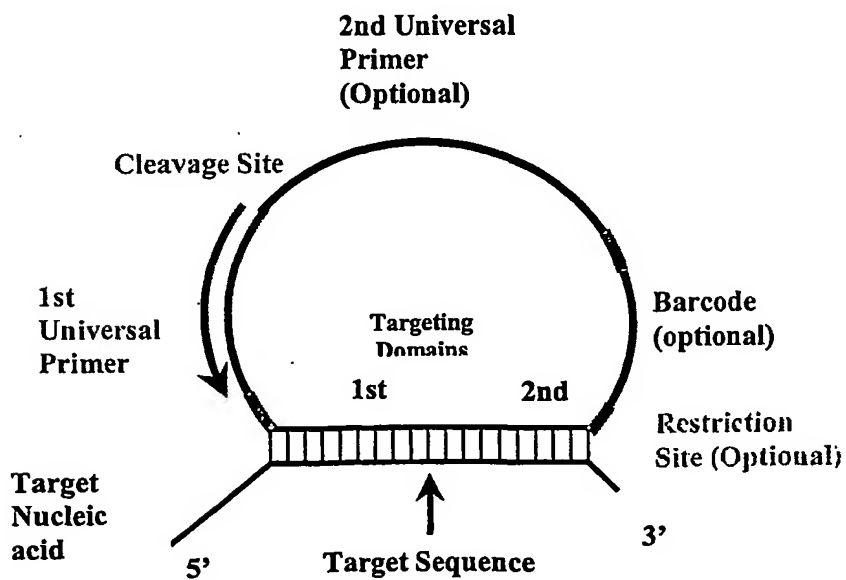 2nd Universal
Primer
(Optional)
Cleavage Site
1st
Universal
Primer
Targeting
Domains
1st
2nd
Barcode
(optional)
Restriction
Site (Optional)
Target
Nucleic
acid
5’
Target Sequence
3’